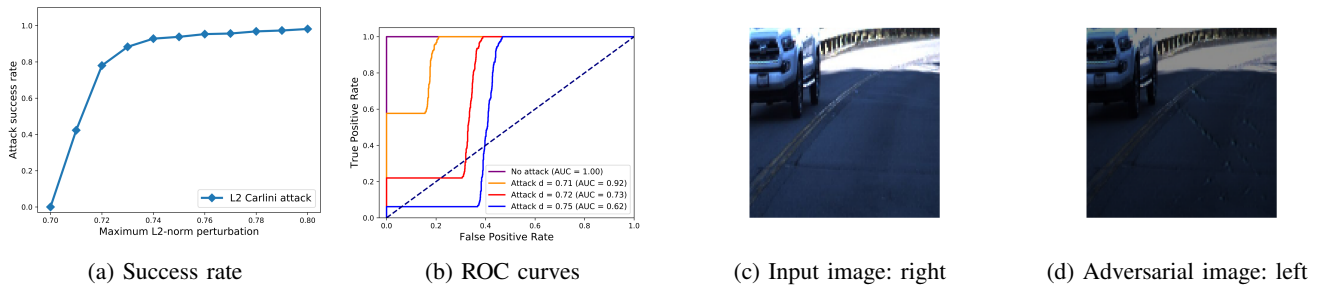 1.0
0.8
0.6
0.4
0.2
0.0
0.70
0.72
0.74
0.76
0.78
0.80
Attack success rate
Maximum L2-norm perturbation
L2 Carlini attack
(a) Success rate
1.0
0.8
0.6
0.4
0.2
0.0
0.0
0.2
0.4
0.6
0.8
1.0
True Positive Rate
False Positive Rate
No attack (AUC = 1.00)
Attack d = 0.71 (AUC = 0.92)
Attack d = 0.72 (AUC = 0.73)
Attack d = 0.75 (AUC = 0.62)
(b) ROC curves
(c) Input image: right
(d) Adversarial image: left